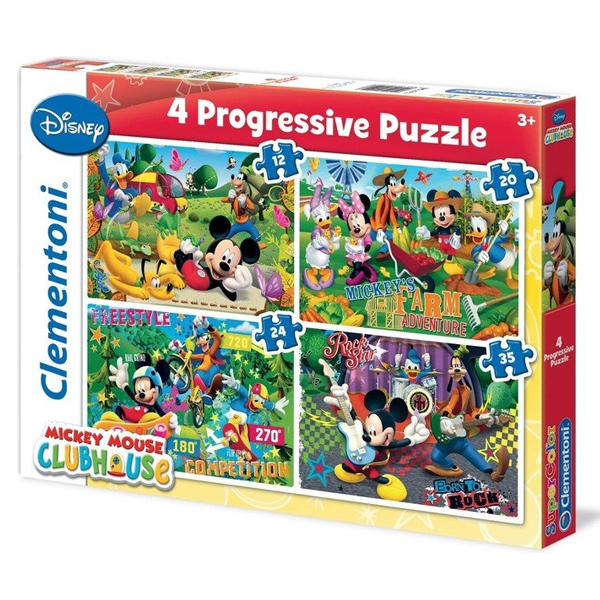 4 Progressive Puzzle
3+
Disney
Clementoni®
12
20
MICKEY'S
FARM
ADVENTURE
FREESTYLE
720
24
180°
270°
COMPETITION
Rock Star
35
BORN TO
ROCK
MICKEY MOUSE
CLUBHOUSE
Disney
4
Progressive
Puzzle
SuperColor
Clementoni